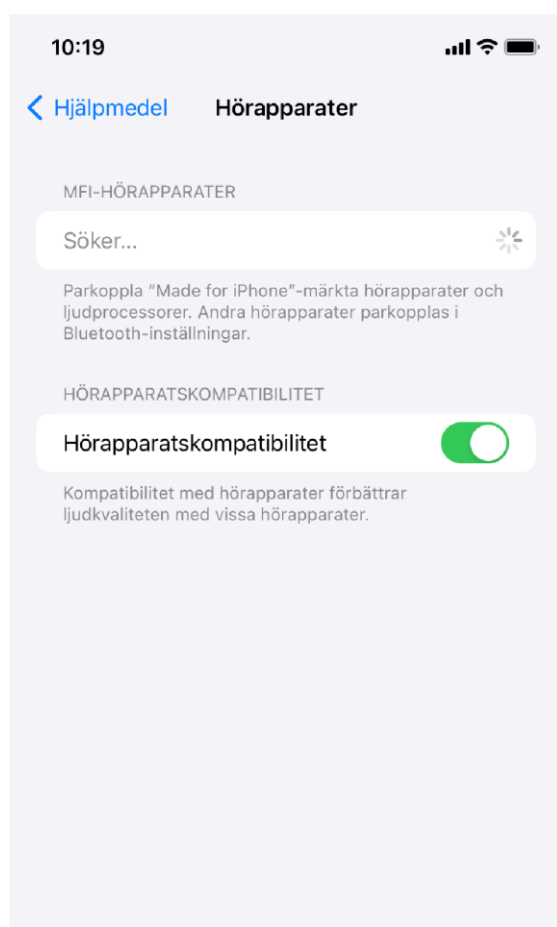 10:19
Hjälpmedel Hörapparater
MFI-HÖRAPPARATER
Söker...
Parkoppla "Made for iPhone"-märkta hörapparater och
ljudprocessorer. Andra hörapparater parkopplas i
Bluetooth-inställningar.
HÖRAPPARATSKOMPATIBILITET
Hörapparatskompatibilitet
Kompatibilitet med hörapparater förbättrar
ljudkvaliteten med vissa hörapparater.